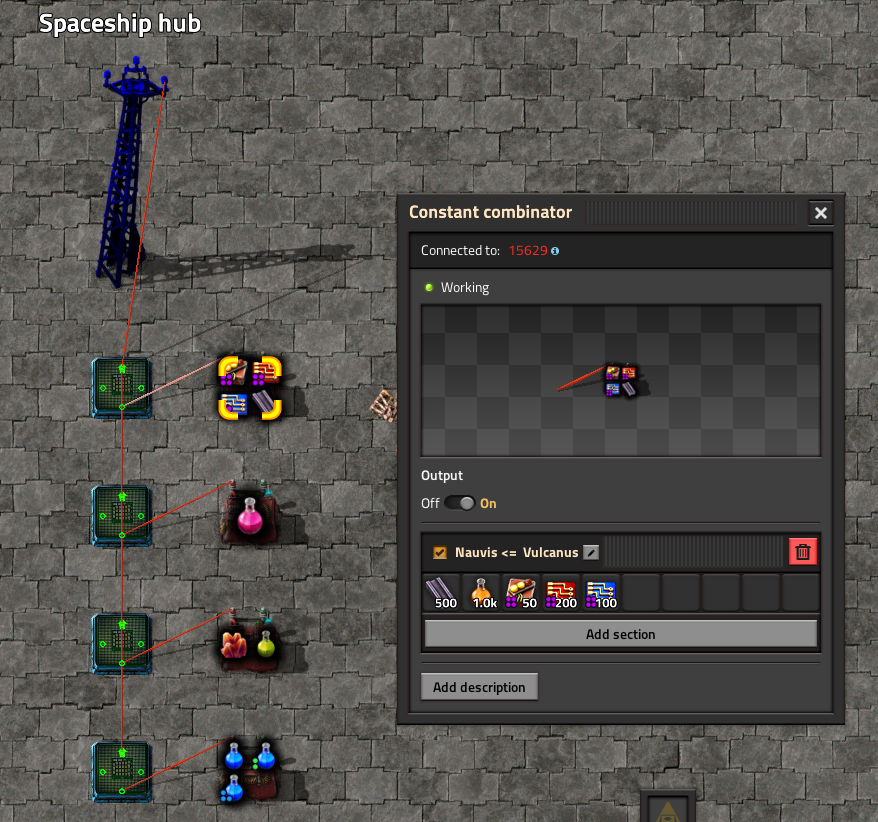 Spaceship hub
Constant combinator
Connected to: 15629
Working
Output
Off On
Nauvis <= Vulcanus
500 1.0k 50 200 100
Add section
Add description